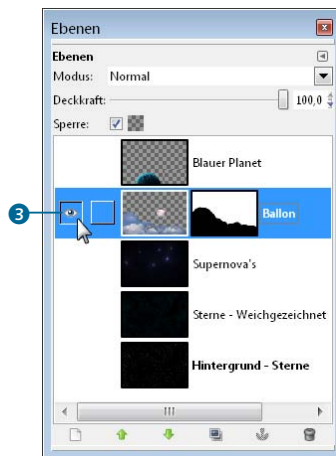 Ebenen
Ebenen
Modus: Normal
Deckkraft: 100,0
Sperre:
Blauer Planet
3
Ballon
Supernova's
Sterne - Weichgezeichnet
Hintergrund - Sterne